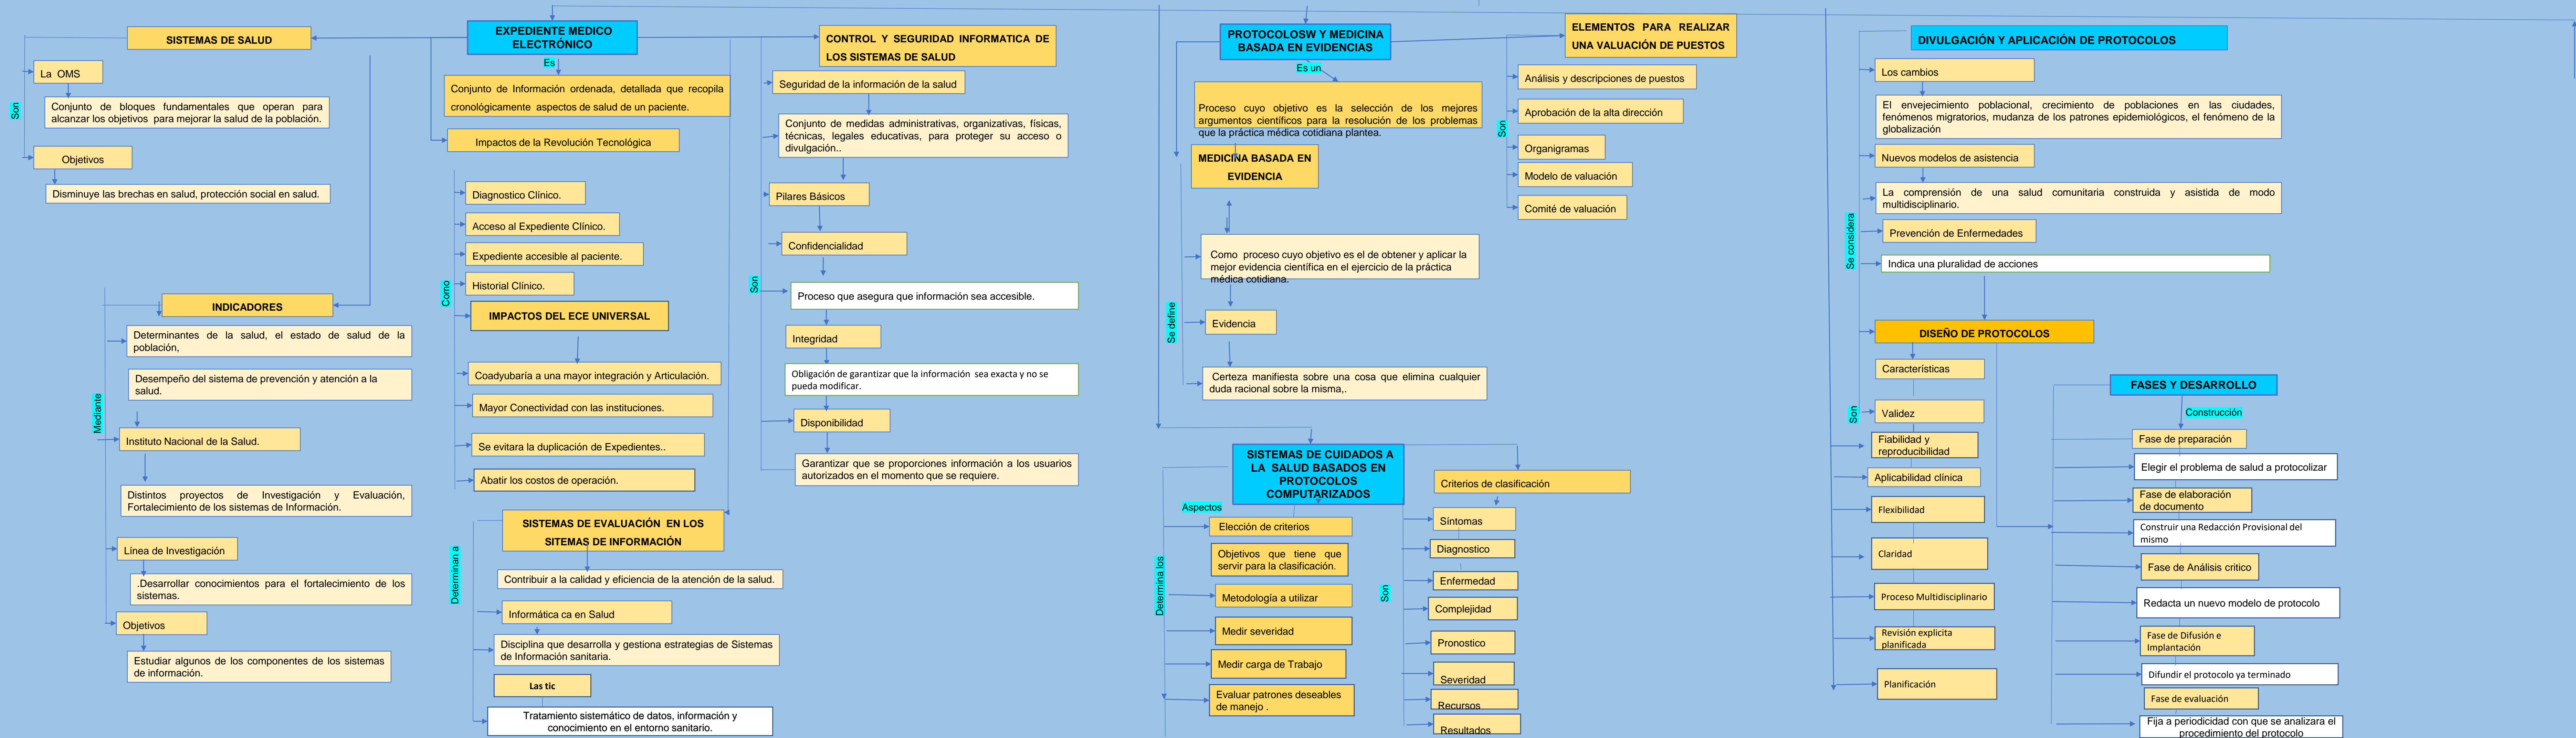 SISTEMAS DE SALUD
Son
La OMS
Conjunto de bloques fundamentales que operan para
alcanzar los objetivos para mejorar la salud de la población.
Objetivos
Disminuye las brechas en salud, protección social en salud.
INDICADORES
Mediante
Determinantes de la salud, el estado de salud de la
población,
Desempeño del sistema de prevención y atención a la
salud.
Instituto Nacional de la Salud.
Distintos proyectos de Investigación y Evaluación,
Fortalecimiento de los sistemas de Información.
Línea de Investigación
.Desarrollar conocimientos para el fortalecimiento de los
sistemas.
Objetivos
Estudiar algunos de los componentes de los sistemas
de información.
EXPEDIENTE MEDICO
ELECTRÓNICO
Es
Conjunto de Información ordenada, detallada que recopila
cronológicamente aspectos de salud de un paciente.
Impactos de la Revolución Tecnológica
Como
Diagnostico Clínico.
Acceso al Expediente Clínico.
Expediente accesible al paciente.
Historial Clínico.
IMPACTOS DEL ECE UNIVERSAL
Coadyubaría a una mayor integración y Articulación.
Mayor Conectividad con las instituciones.
Se evitara la duplicación de Expedientes..
Abatir los costos de operación.
SISTEMAS DE EVALUACIÓN EN LOS
SITEMAS DE INFORMACIÓN
Determinan a
Contribuir a la calidad y eficiencia de la atención de la salud.
Informática ca en Salud
Disciplina que desarrolla y gestiona estrategias de Sistemas
de Información sanitaria.
Las tic
Tratamiento sistemático de datos, información y
conocimiento en el entorno sanitario.
CONTROL Y SEGURIDAD INFORMATICA DE
LOS SISTEMAS DE SALUD
Seguridad de la información de la salud
Conjunto de medidas administrativas, organizativas, físicas,
técnicas, legales educativas, para proteger su acceso o
divulgación..
Pilares Básicos
Son
Confidencialidad
Proceso que asegura que información sea accesible.
Integridad
Obligación de garantizar que la información sea exacta y no se
pueda modificar.
Disponibilidad
Garantizar que se proporciones información a los usuarios
autorizados en el momento que se requiere.
PROTOCOLOSW Y MEDICINA
BASADA EN EVIDENCIAS
Es un
Proceso cuyo objetivo es la selección de los mejores
argumentos científicos para la resolución de los problemas
que la práctica médica cotidiana plantea.
MEDICINA BASADA EN
EVIDENCIA
Se define
Como proceso cuyo objetivo es el de obtener y aplicar la
mejor evidencia científica en el ejercicio de la práctica
médica cotidiana.
Evidencia
Certeza manifiesta sobre una cosa que elimina cualquier
duda racional sobre la misma,.
ELEMENTOS PARA REALIZAR
UNA VALUACIÓN DE PUESTOS
Son
Análisis y descripciones de puestos
Aprobación de la alta dirección
Organigramas
Modelo de valuación
Comité de valuación
SISTEMAS DE CUIDADOS A
LA SALUD BASADOS EN
PROTOCOLOS
COMPUTARIZADOS
Aspectos
Determina los
Elección de criterios
Objetivos que tiene que
servir para la clasificación.
Metodología a utilizar
Medir severidad
Medir carga de Trabajo
Evaluar patrones deseables
de manejo .
Criterios de clasificación
Son
Síntomas
Diagnostico
Enfermedad
Complejidad
Pronostico
Severidad
Recursos
Resultados
DIVULGACIÓN Y APLICACIÓN DE PROTOCOLOS
Se considera
Los cambios
El envejecimiento poblacional, crecimiento de poblaciones en las ciudades,
fenómenos migratorios, mudanza de los patrones epidemiológicos, el fenómeno de la
globalización
Nuevos modelos de asistencia
La comprensión de una salud comunitaria construida y asistida de modo
multidisciplinario.
Prevención de Enfermedades
Indica una pluralidad de acciones
DISEÑO DE PROTOCOLOS
Características
Son
Validez
Fiabilidad y
reproducibilidad
Aplicabilidad clínica
Flexibilidad
Claridad
Proceso Multidisciplinario
Revisión explicita
planificada
Planificación
FASES Y DESARROLLO
Construcción
Fase de preparación
Elegir el problema de salud a protocolizar
Fase de elaboración
de documento
Construir una Redacción Provisional del
mismo
Fase de Análisis critico
Redacta un nuevo modelo de protocolo
Fase de Difusión e
Implantación
Difundir el protocolo ya terminado
Fase de evaluación
Fija a periodicidad con que se analizara el
procedimiento del protocolo